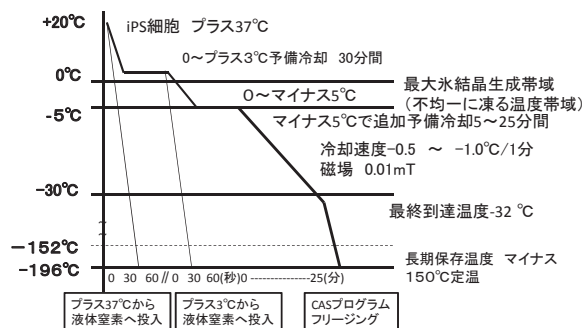 +20℃
iPS細胞 プラス37℃
0～プラス3℃予備冷却 30分間
0℃
最大氷結晶生成帯域
(不均一に凍る温度帯域)
0～マイナス5℃
-5℃
マイナス5℃で追加予備冷却5～25分間
冷却速度-0.5 ～ -1.0℃/1分
磁場 0.01mT
-30℃
最終到達温度-32 ℃
-152℃
長期保存温度 マイナス
150℃定温
-196℃
0 30 60 // 0 30 60(秒) 0 ---------------25(分)
プラス37℃から
液体窒素へ投入
プラス3℃から
液体窒素へ投入
CASプログラム
フリージング